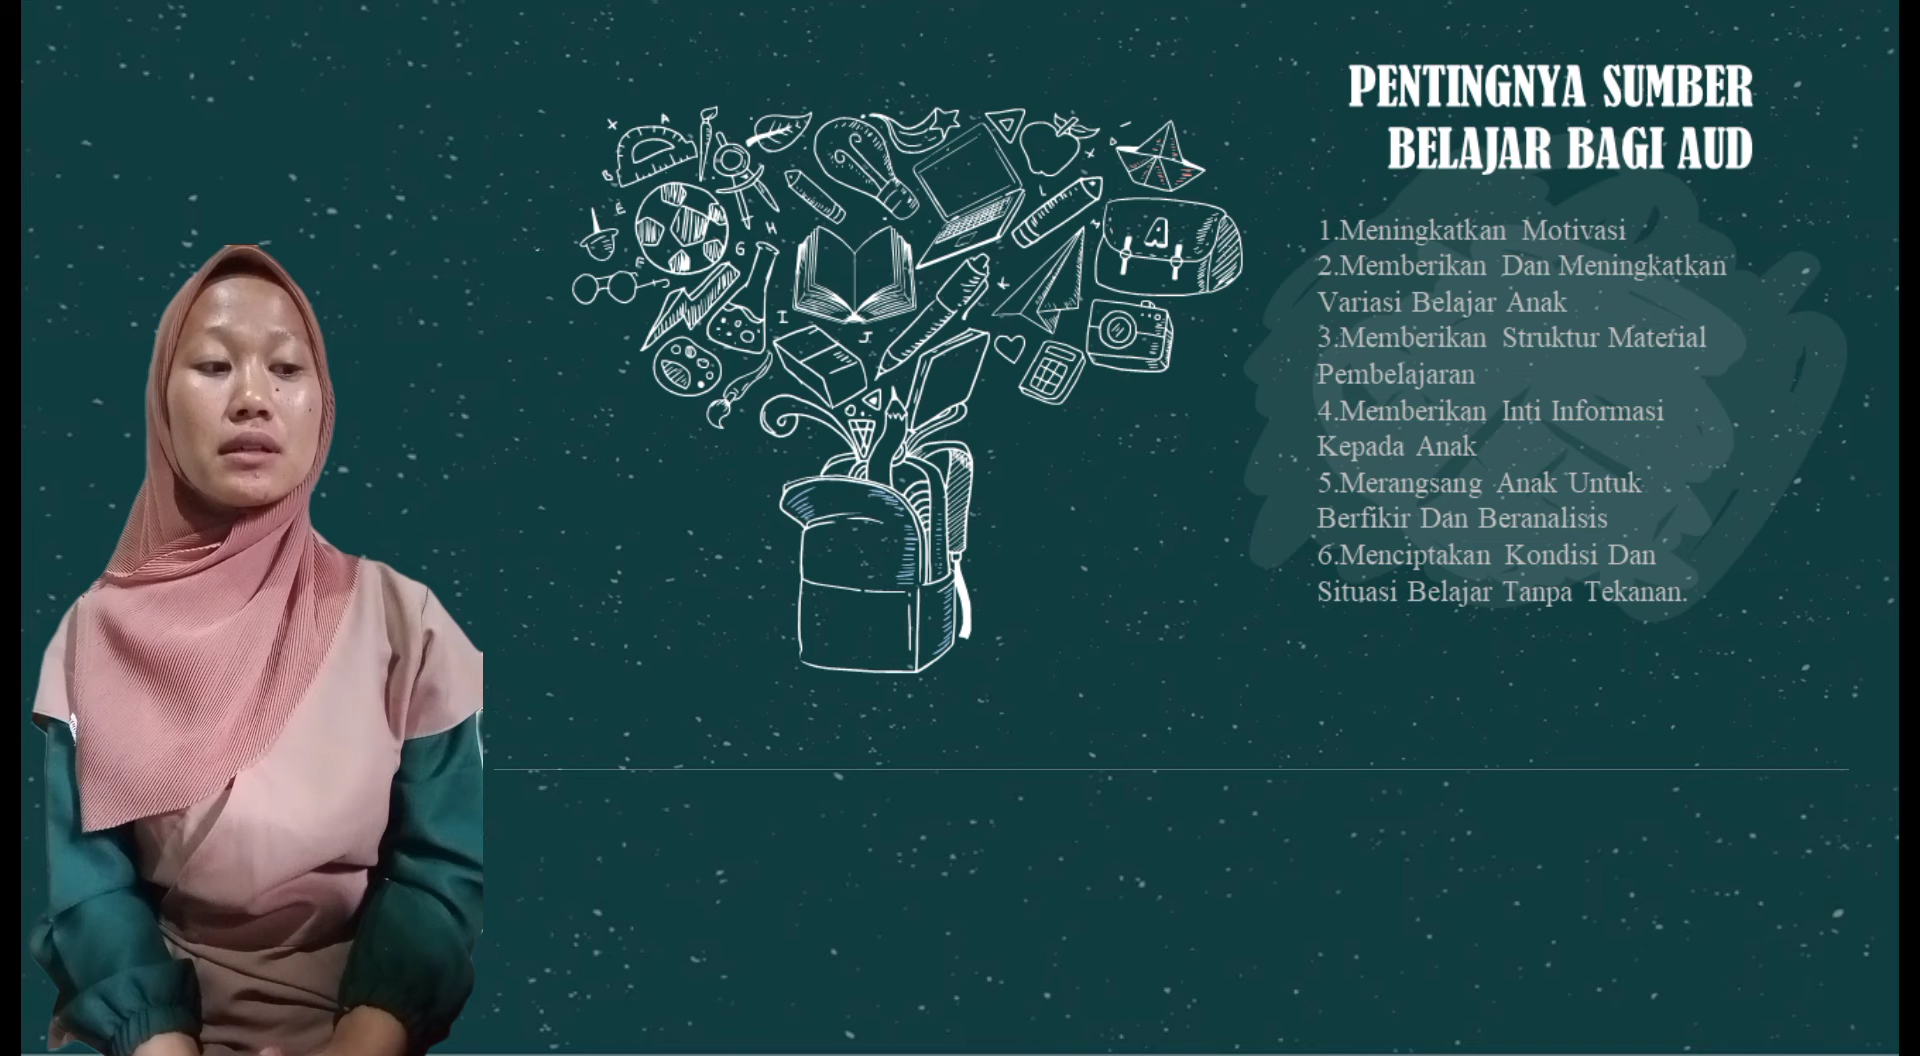 PENTINGNYA SUMBER
BELAJAR BAGI AUD
1.Meningkatkan Motivasi
2.Memberikan Dan Meningkatkan
Variasi Belajar Anak
3.Memberikan Struktur Material
Pembelajaran
4.Memberikan Inti Informasi
Kepada Anak
5.Merangsang Anak Untuk
Berfikir Dan Beranalisis
6.Menciptakan Kondisi Dan
Situasi Belajar Tanpa Tekanan.
A
B
E
F
G
H
I
J
K
L
A